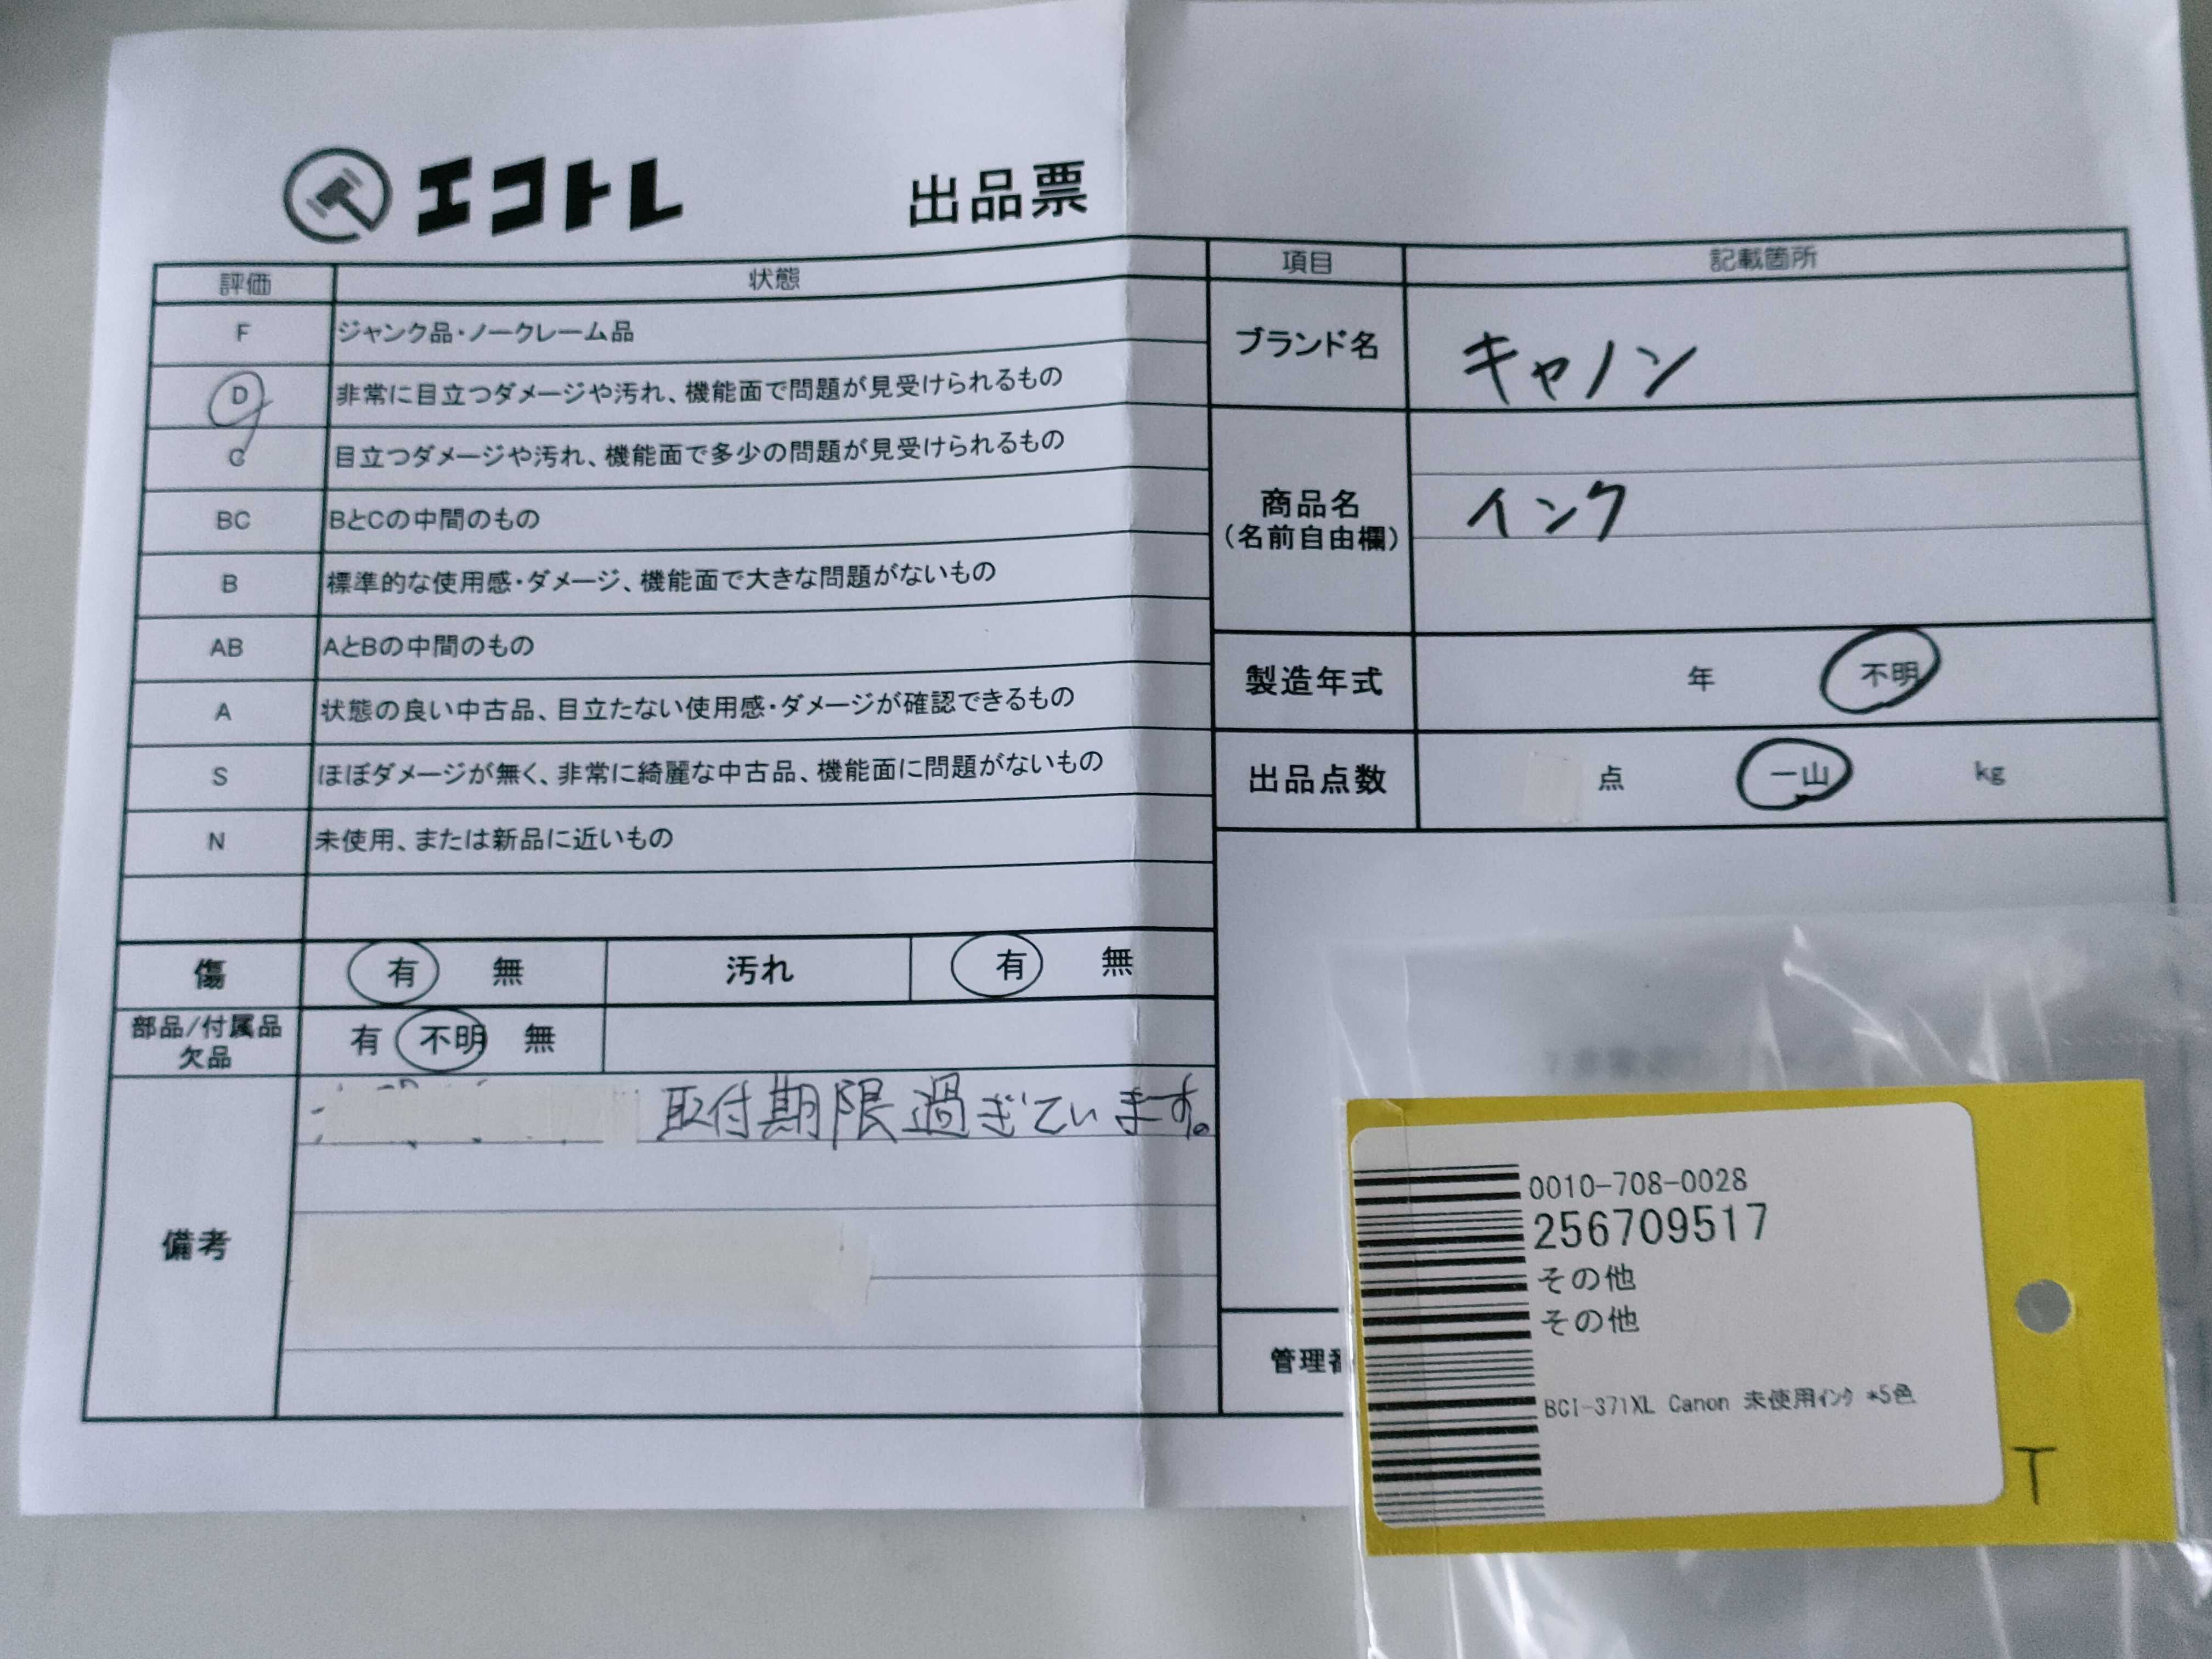 エコトレ 出品票
評価 状態
F ジャンク品・ノークレーム品
D 非常に目立つダメージや汚れ、機能面で問題が見受けられるもの
C 目立つダメージや汚れ、機能面で多少の問題が見受けられるもの
BC BとCの中間のもの
B 標準的な使用感・ダメージ、機能面で大きな問題がないもの
AB AとBの中間のもの
A 状態の良い中古品、目立たない使用感・ダメージが確認できるもの
S ほぼダメージが無く、非常に綺麗な中古品、機能面に問題がないもの
N 未使用、または新品に近いもの
傷 有 無 汚れ 有 無
部品/付属品
欠品 有 不明 無
備考 取付期限過ぎています。
項目 記載箇所
ブランド名 キャノン
商品名
(名前自由欄) インク
製造年式 年 不明
出品点数 点 一山 kg
管理番
0010-708-0028
256709517
その他
その他
BCI-371XL Canon 未使用ｲﾝｸ *5色
T